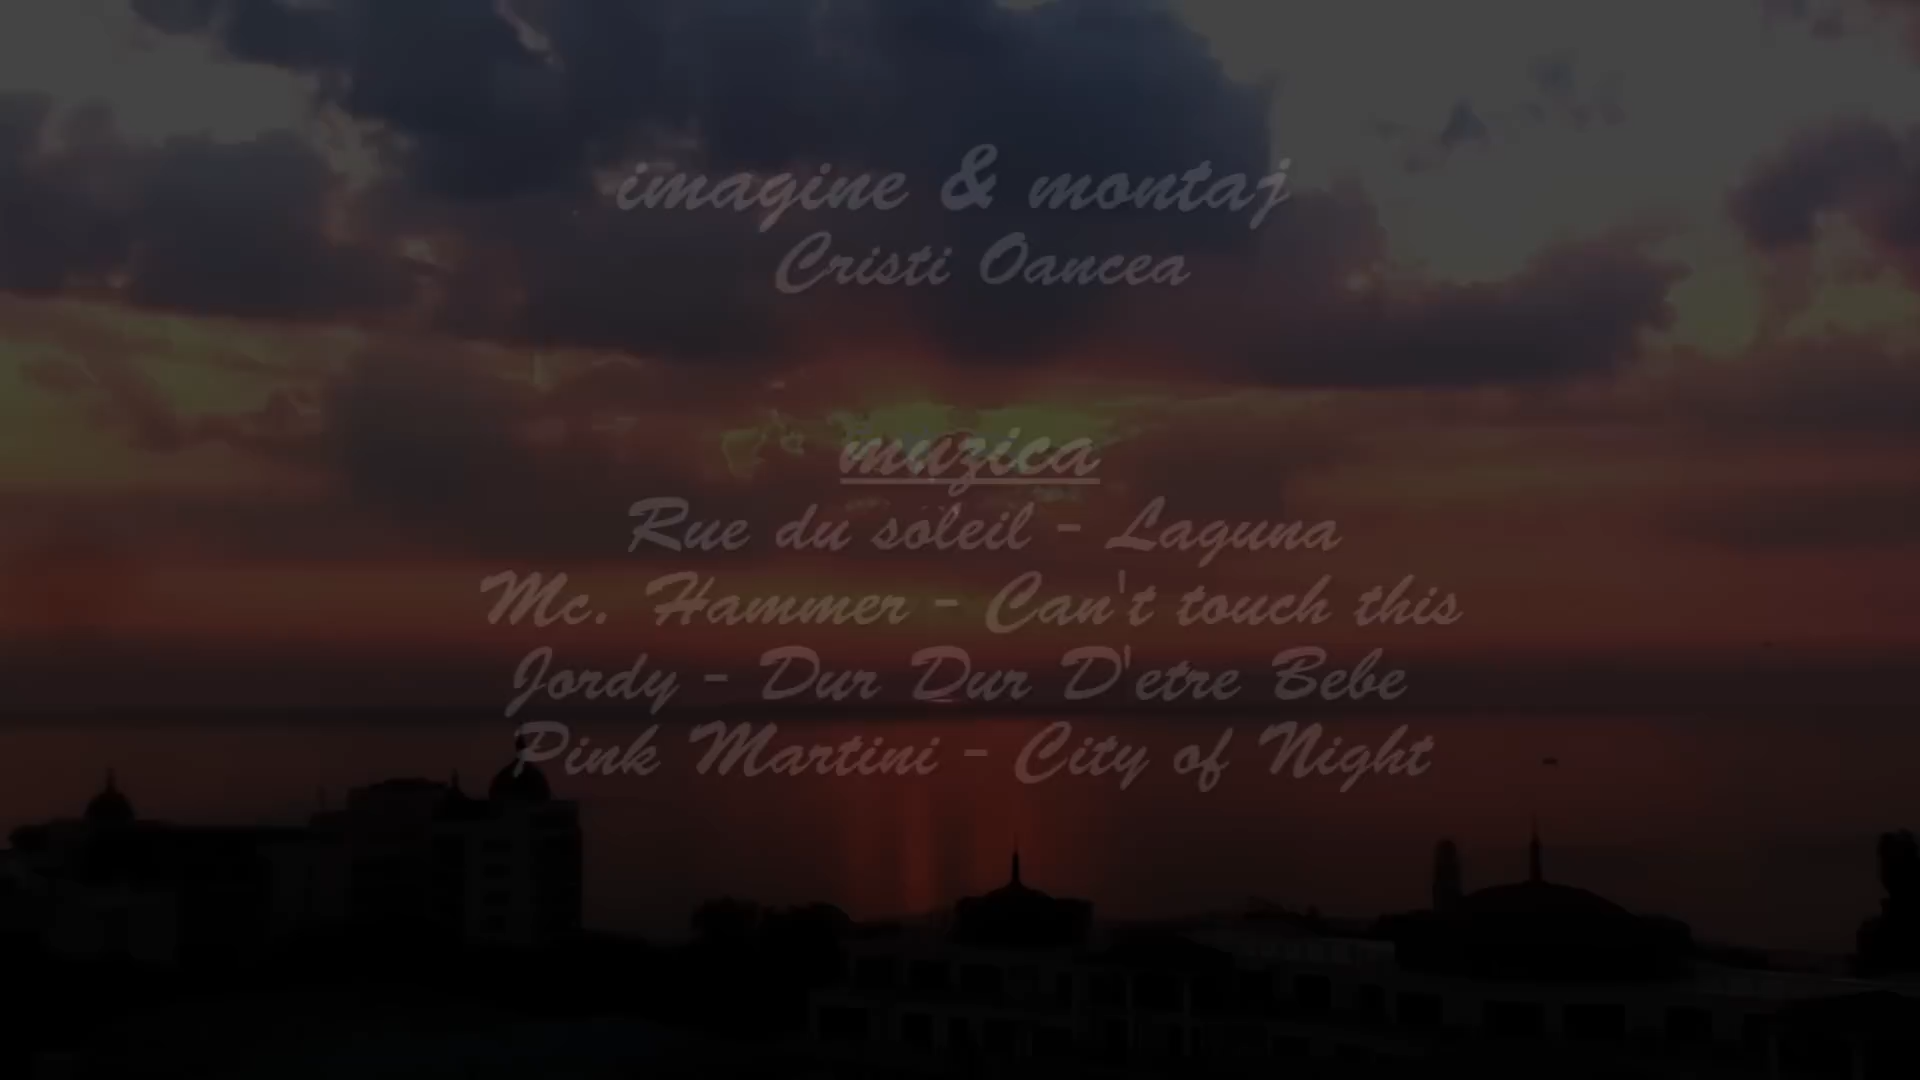 imagine & montaj
Cristi Oancea
muzica
Rue du soleil - Laguna
Mc. Hammer - Can't touch this
Jordy - Dur Dur D'etre Bebe
Pink Martini - City of Night